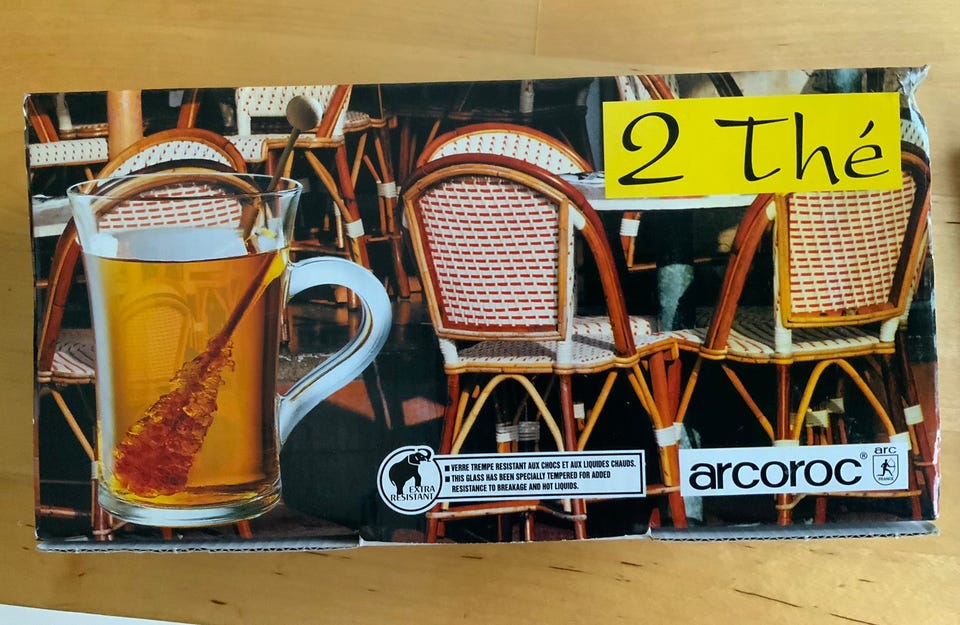 2 Thé
EXTRA
RESISTANT
■ VERRE TREMPE RESISTANT AUX CHOCS ET AUX LIQUIDES CHAUDS.
■ THIS GLASS HAS BEEN SPECIALLY TEMPERED FOR ADDED
RESISTANCE TO BREAKAGE AND HOT LIQUIDS.
arcoroc®
arc
FRANCE